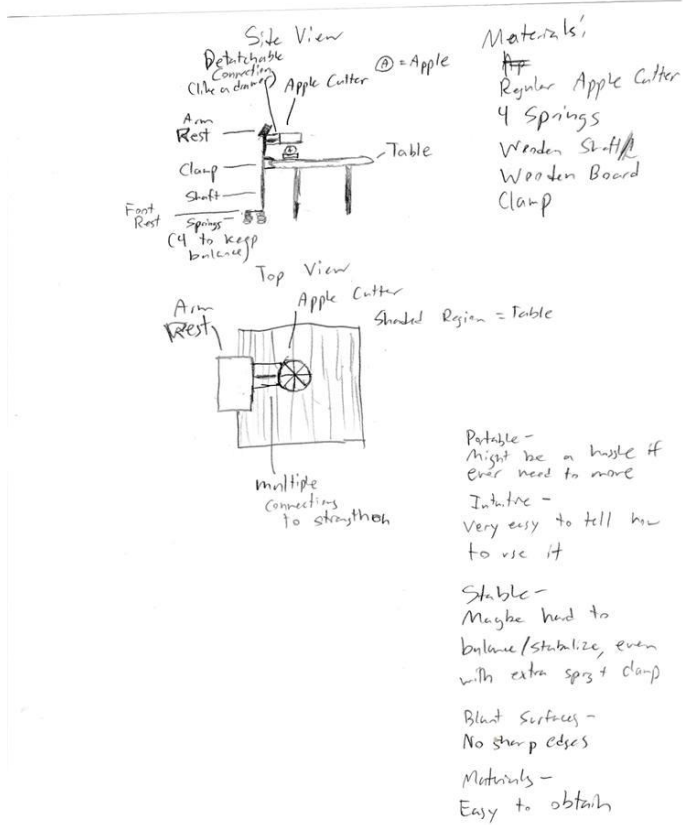 Side View
Detatchable
Connection
(like a drawer)
Apple Cutter
Ⓐ = Apple
Arm
Rest
Clamp
Table
Shaft
Font
Rest
Springs
(4 to keep
balance)
Materials:
Ap
Regular Apple Cutter
4 Springs
Wooden Shaft
Wooden Board
Clamp
Top View
Arm
Rest
Apple Cutter
Shaded Region = Table
multiple
connections
to strengthen
Portable -
Might be a hassle if
ever need to move
Intuitive -
Very easy to tell how
to use it
Stable -
Maybe hard to
balance/stabalize, even
with extra + clamp
Blunt Surfaces -
No sharp edges
Materials -
Easy to obtain